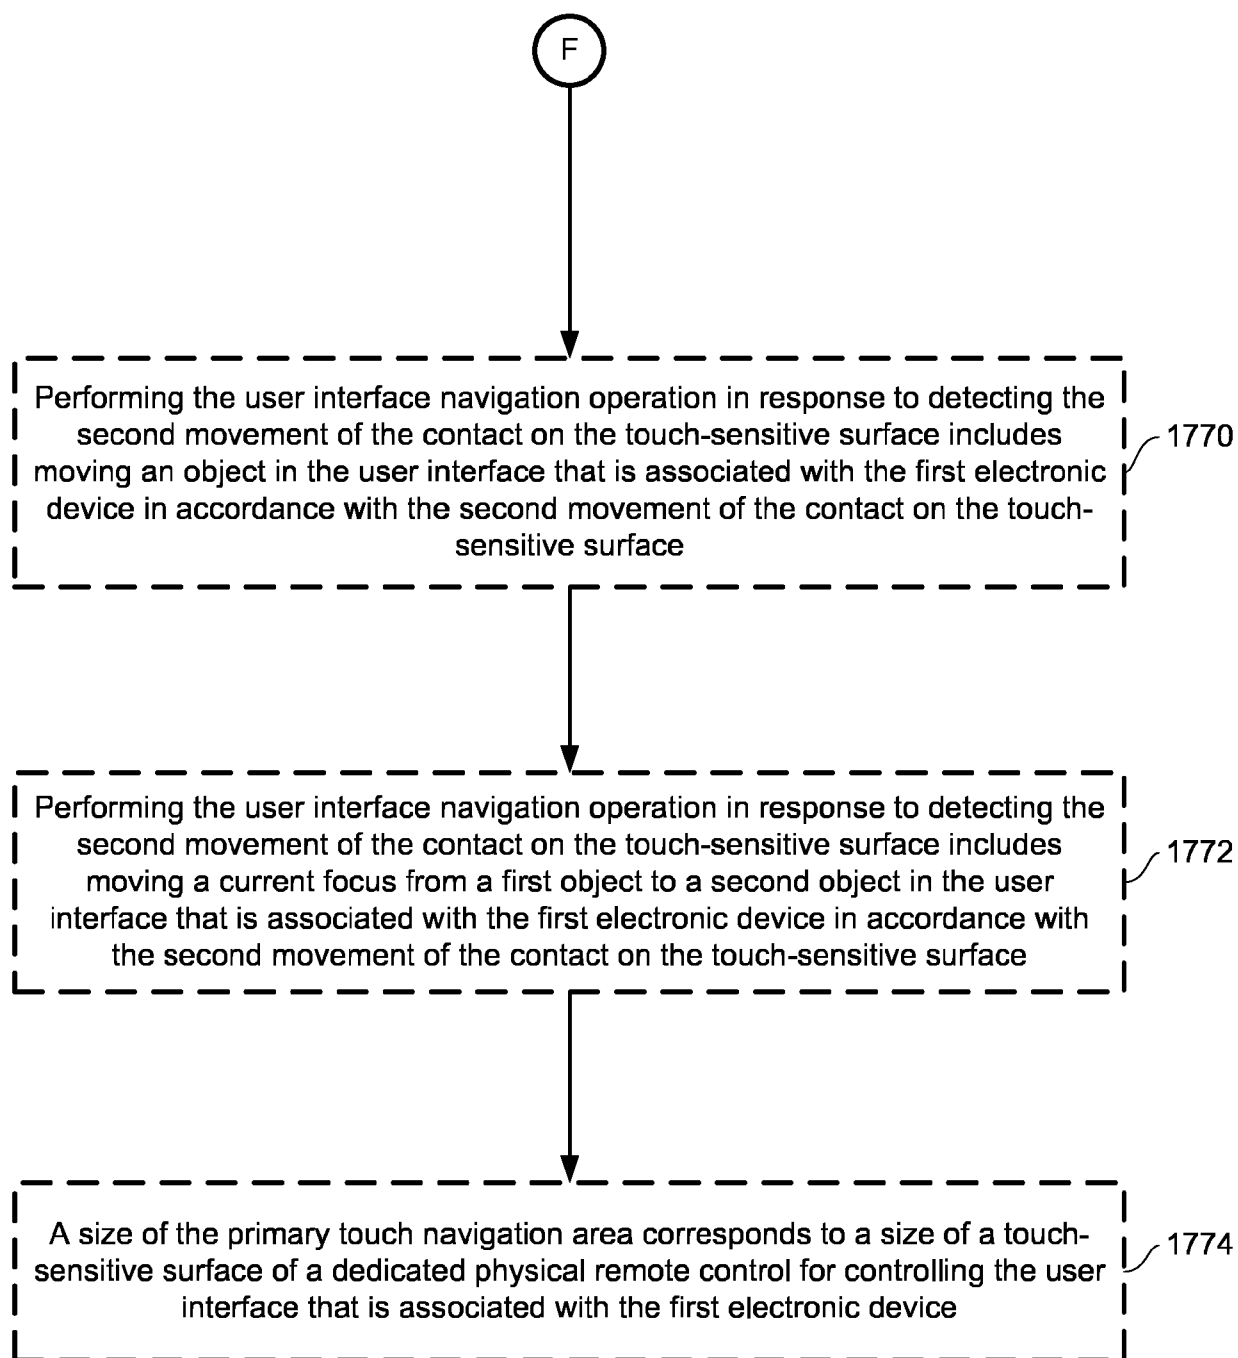 F
Performing the user interface navigation operation in response to detecting the
second movement of the contact on the touch-sensitive surface includes
moving an object in the user interface that is associated with the first electronic
device in accordance with the second movement of the contact on the touch-
sensitive surface
1770
Performing the user interface navigation operation in response to detecting the
second movement of the contact on the touch-sensitive surface includes
moving a current focus from a first object to a second object in the user
interface that is associated with the first electronic device in accordance with
the second movement of the contact on the touch-sensitive surface
1772
A size of the primary touch navigation area corresponds to a size of a touch-
sensitive surface of a dedicated physical remote control for controlling the user
interface that is associated with the first electronic device
1774